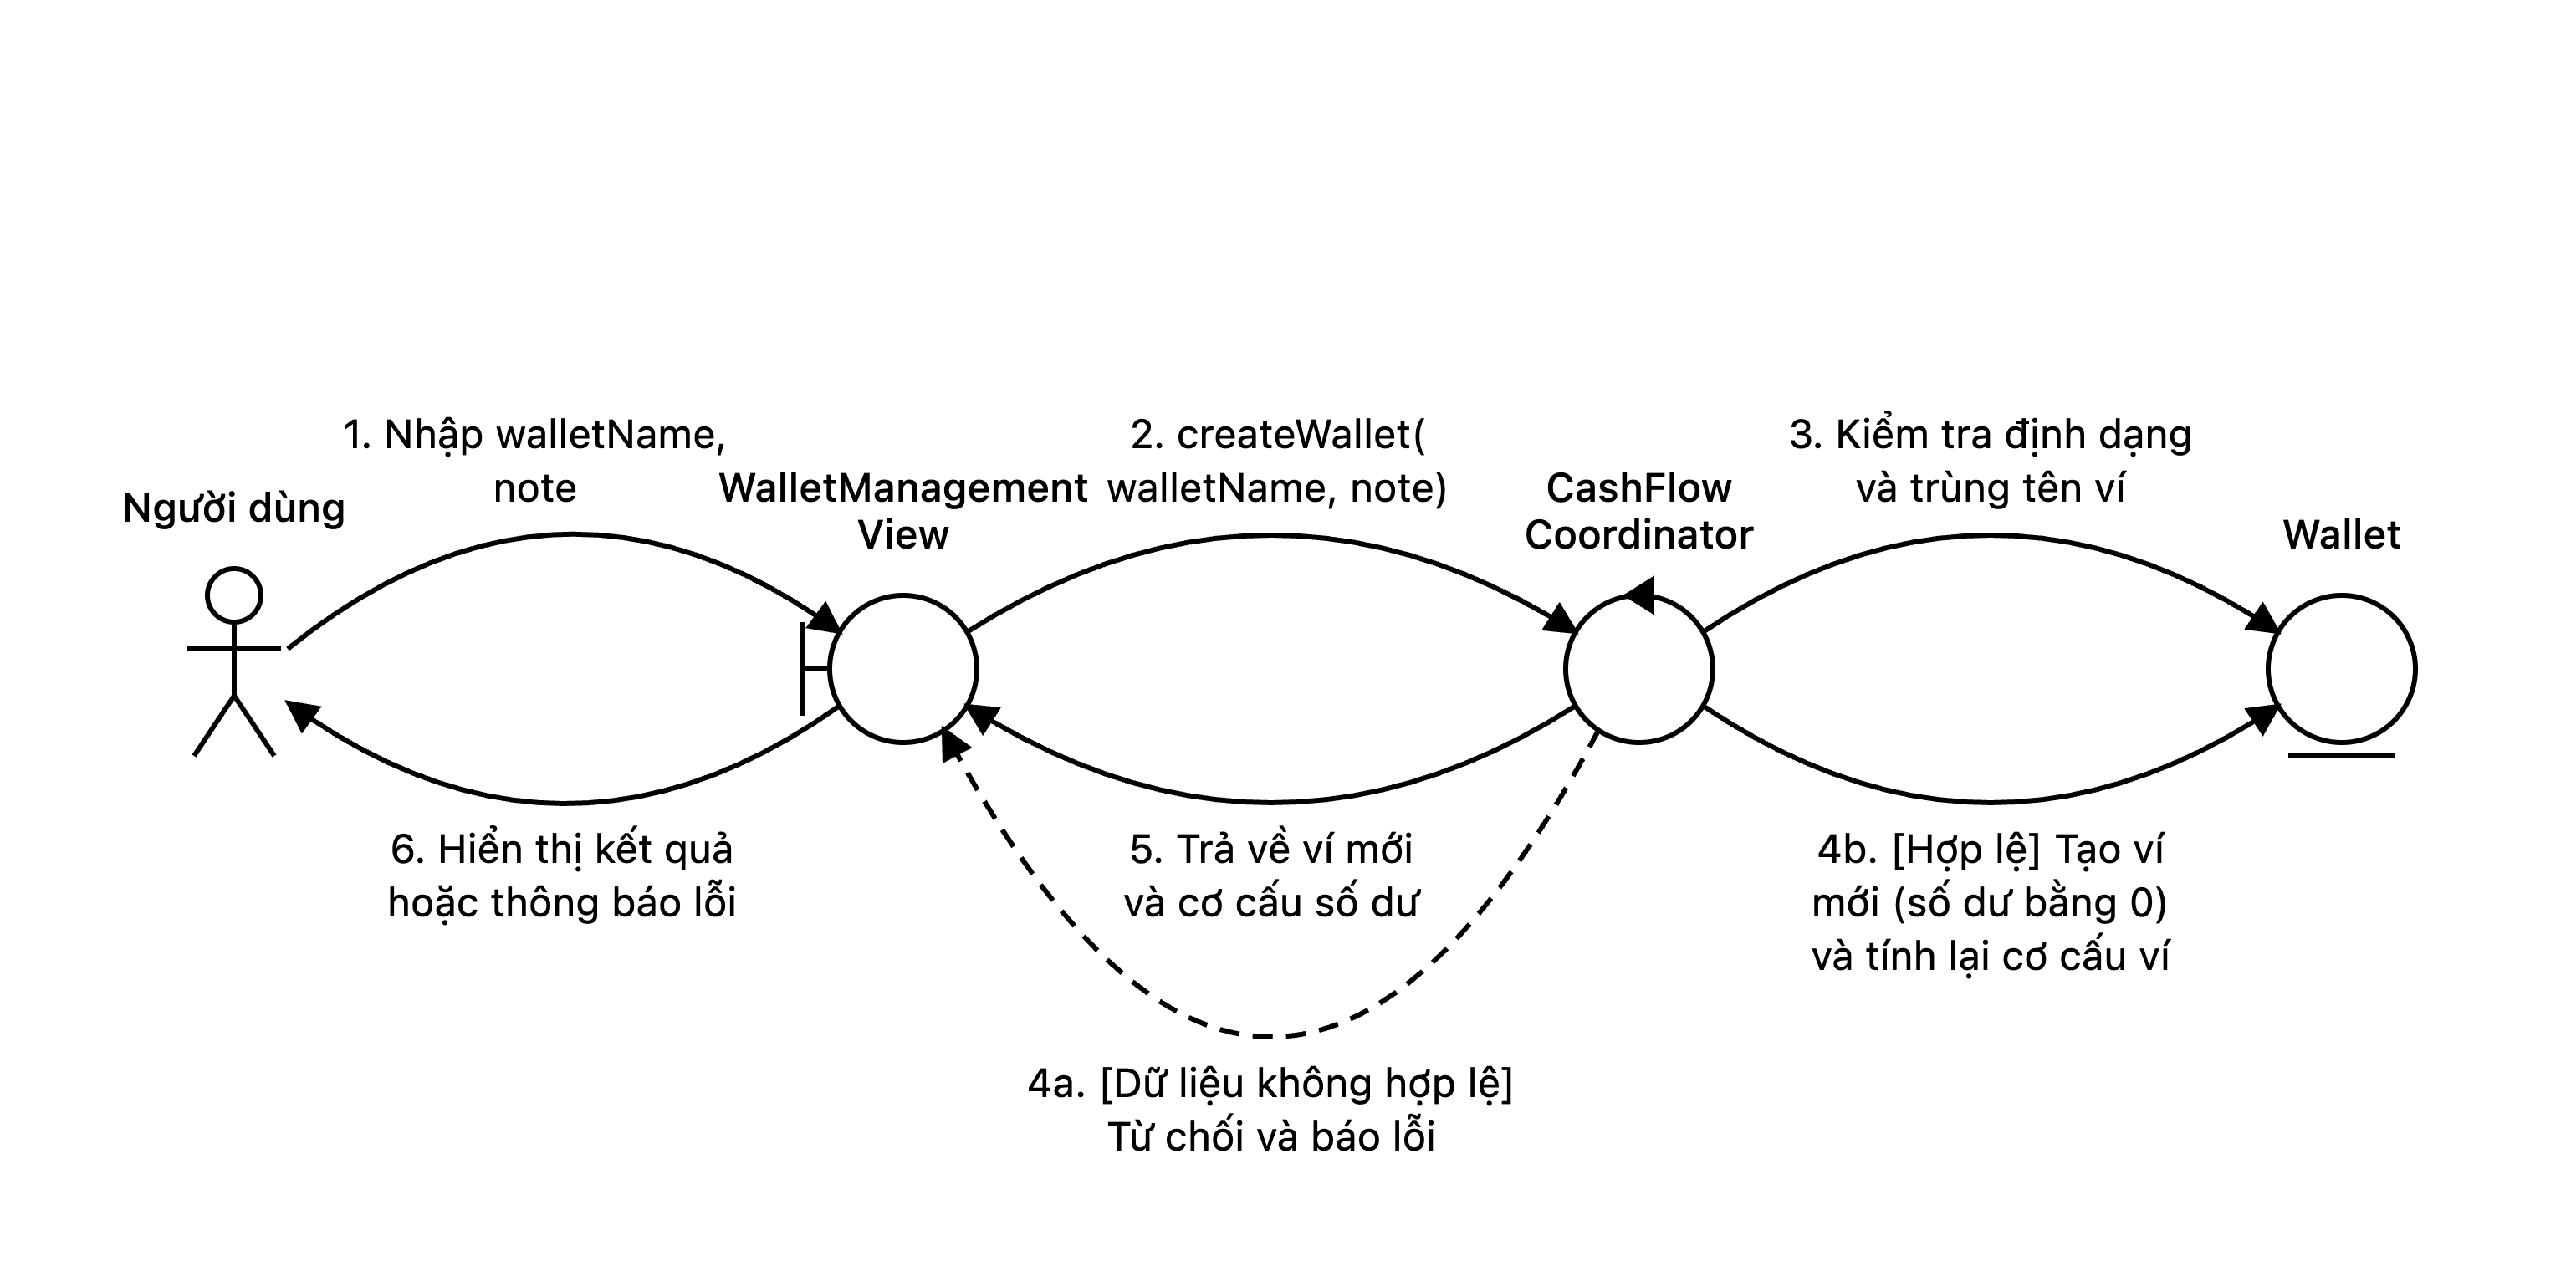 Người dùng
1. Nhập walletName,
note
WalletManagement
View
2. createWallet(
walletName, note)
CashFlow
Coordinator
3. Kiểm tra định dạng
và trùng tên ví
Wallet
6. Hiển thị kết quả
hoặc thông báo lỗi
5. Trả về ví mới
và cơ cấu số dư
4b. [Hợp lệ] Tạo ví
mới (số dư bằng 0)
và tính lại cơ cấu ví
4a. [Dữ liệu không hợp lệ]
Từ chối và báo lỗi